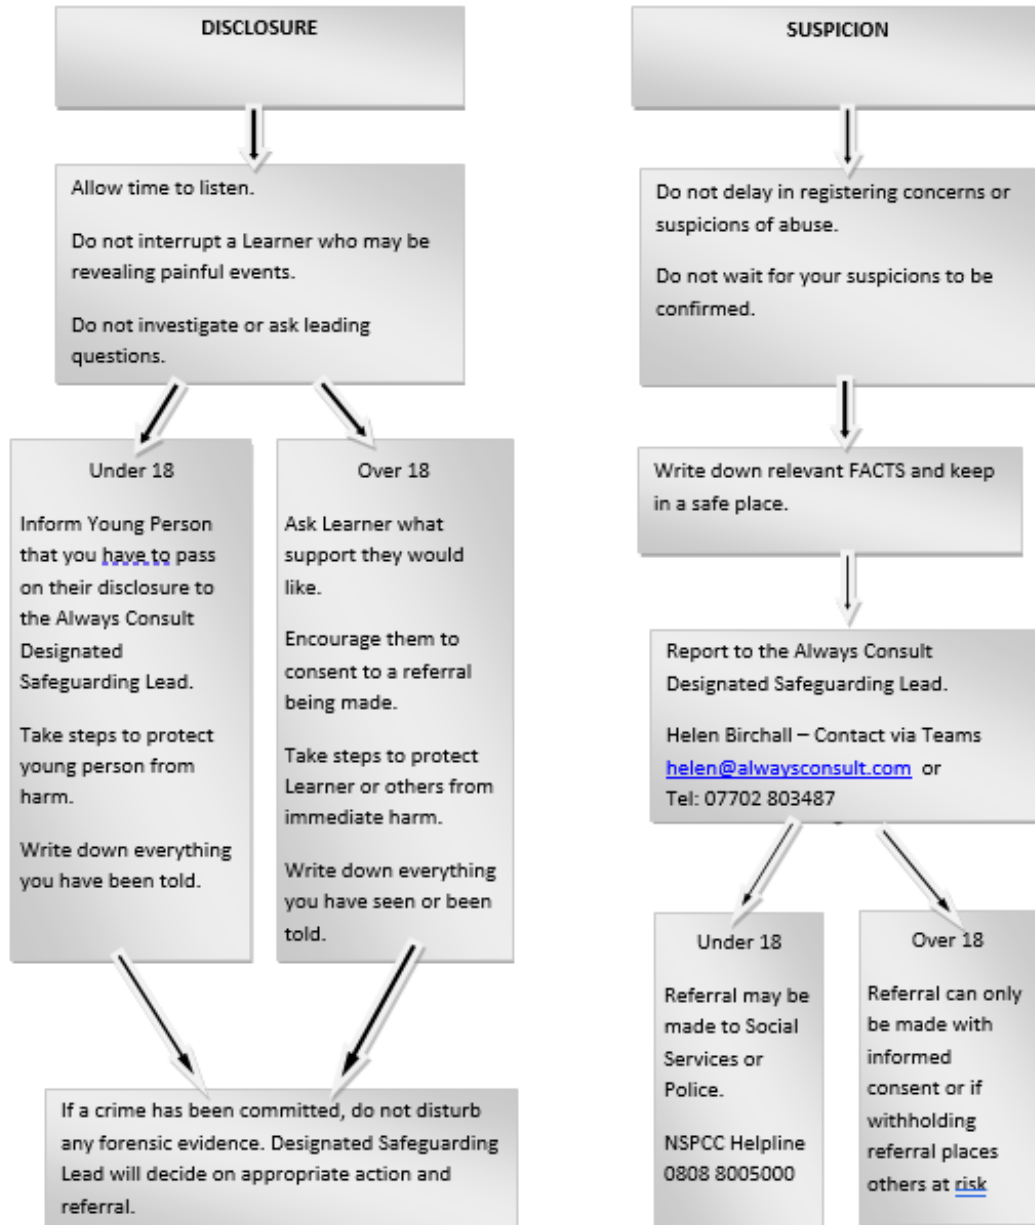 DISCLOSURE
Allow time to listen.
Do not interrupt a Learner who may be
revealing painful events.
Do not investigate or ask leading
questions.
Under 18
Inform Young Person
that you have to pass
on their disclosure to
the Always Consult
Designated
Safeguarding Lead.
Take steps to protect
young person from
harm.
Write down everything
you have been told.
Over 18
Ask Learner what
support they would
like.
Encourage them to
consent to a referral
being made.
Take steps to protect
Learner or others from
immediate harm.
Write down everything
you have seen or been
told.
If a crime has been committed, do not disturb
any forensic evidence. Designated Safeguarding
Lead will decide on appropriate action and
referral.
SUSPICION
Do not delay in registering concerns or
suspicions of abuse.
Do not wait for your suspicions to be
confirmed.
Write down relevant FACTS and keep
in a safe place.
Report to the Always Consult
Designated Safeguarding Lead.
Helen Birchall – Contact via Teams
helen@alwaysconsult.com or
Tel: 07702 803487
Under 18
Referral may be
made to Social
Services or
Police.
NSPCC Helpline
0808 8005000
Over 18
Referral can only
be made with
informed
consent or if
withholding
referral places
others at risk